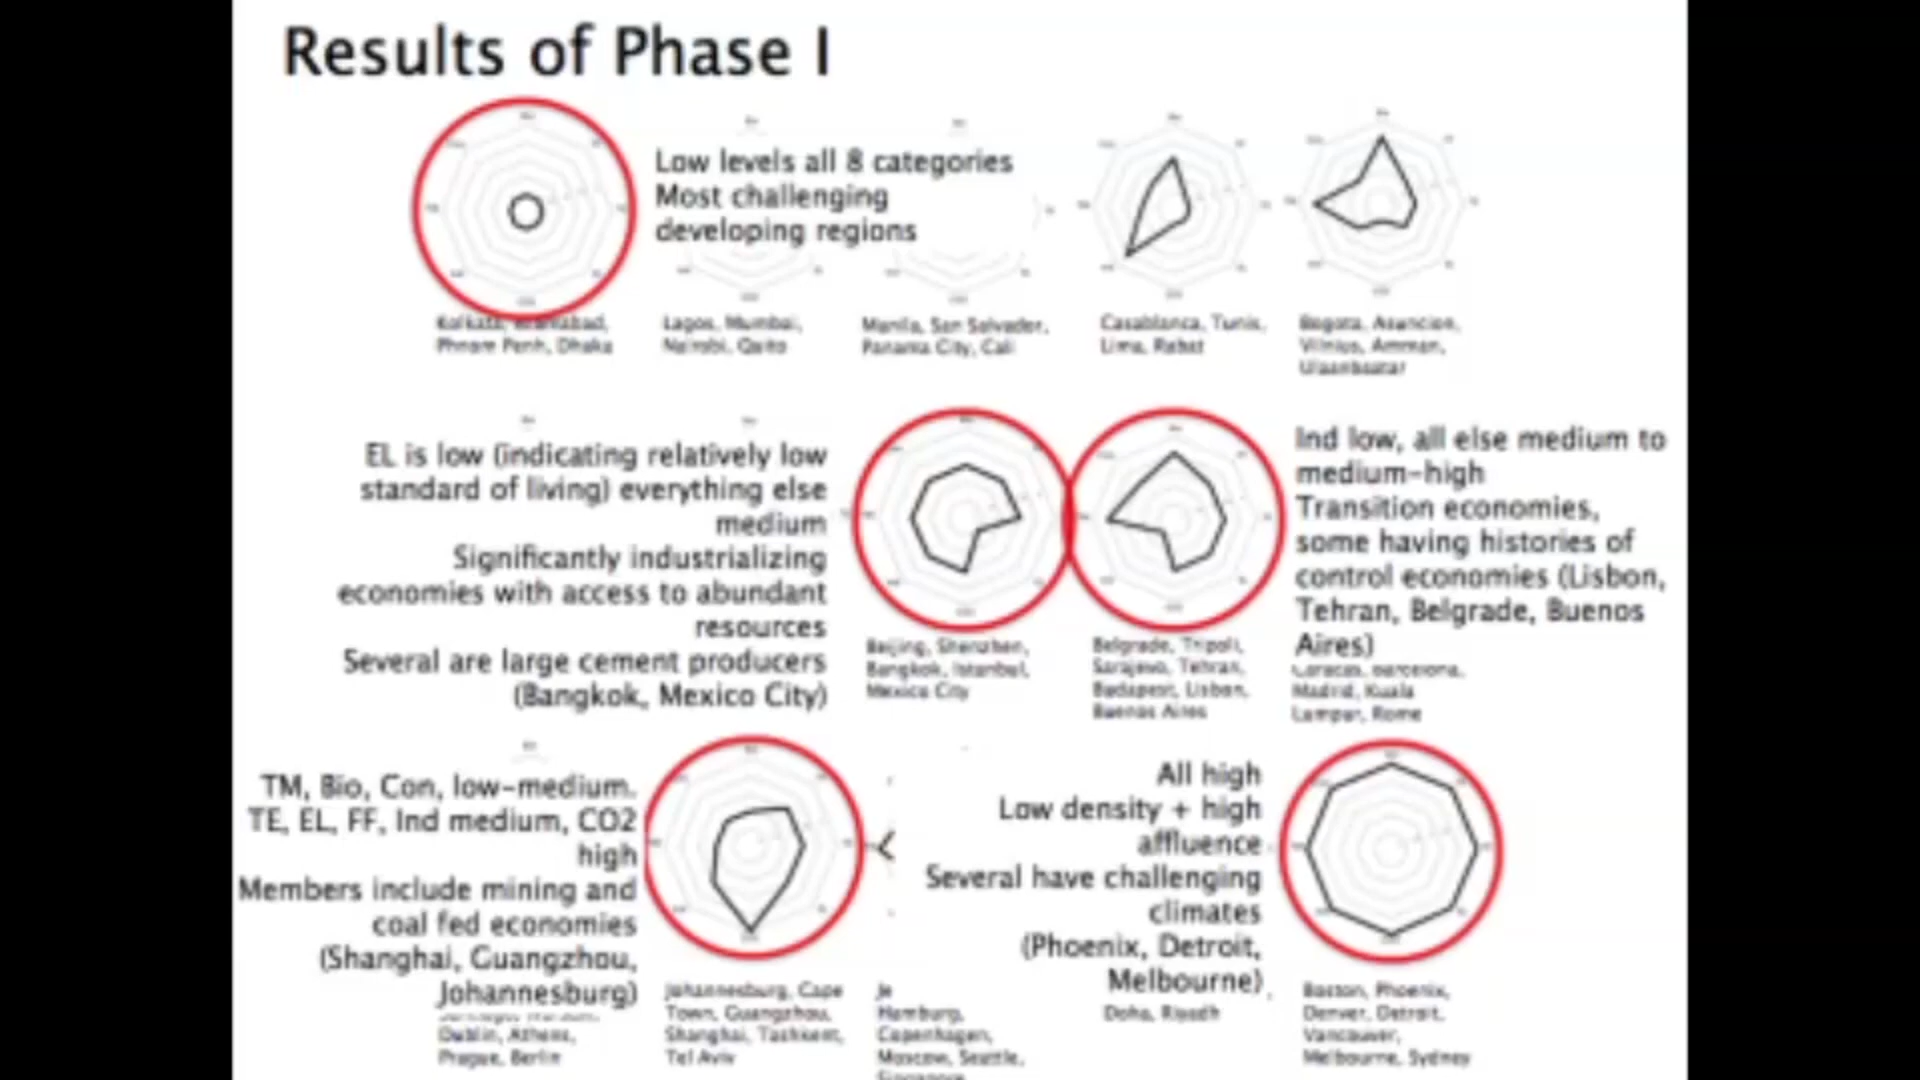 Results of Phase I
Low levels all 8 categories
Most challenging
developing regions
Kolkata,
Phnom Penh, Dhaka
Lagos, Mumbai,
Nairobi, Quito
Manila, San Salvador,
Panama City, Cali
Casablanca, Tunis,
Lima, Rabat
Bogota, Asuncion,
Vilnius, Amman,
Ulaanbaatar
EL is low (indicating relatively low
standard of living) everything else
medium
Significantly industrializing
economies with access to abundant
resources
Several are large cement producers
(Bangkok, Mexico City)
Beijing, Shenzhen,
Bangkok, Istanbul,
Mexico City
Belgrade, Tripoli,
Sarajevo, Tehran,
Budapest, Lisbon,
Buenos Aires
Ind low, all else medium to
medium-high
Transition economies,
some having histories of
control economies (Lisbon,
Tehran, Belgrade, Buenos
Aires)
Caracas, Barcelona,
Madrid, Kuala
Lumpur, Rome
TM, Bio, Con, low-medium.
TE, EL, FF, Ind medium, CO2
high
Members include mining and
coal fed economies
(Shanghai, Guangzhou,
Johannesburg)
Dublin, Athens,
Prague, Berlin
Johannesburg, Cape
Town, Guangzhou,
Shanghai, Tashkent,
Tel Aviv
Je
Hamburg,
Copenhagen,
Moscow, Seattle,
Singapore
All high
Low density + high
affluence
Several have challenging
climates
(Phoenix, Detroit,
Melbourne)
Doha, Riyadh
Boston, Phoenix,
Denver, Detroit,
Vancouver,
Melbourne, Sydney